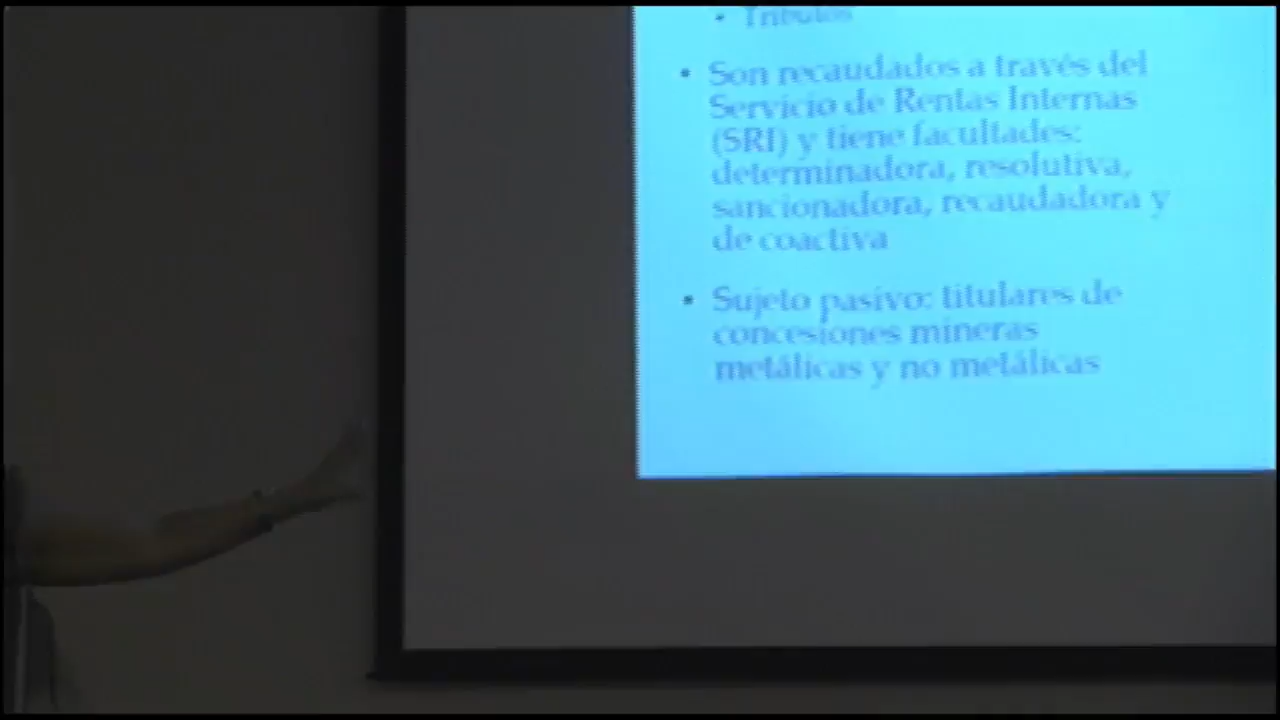 • Tributos
• Son recaudados a través del
Servicio de Rentas Internas
(SRI) y tiene facultades:
determinadora, resolutiva,
sancionadora, recaudadora y
de coactiva
• Sujeto pasivo: titulares de
concesiones mineras
metálicas y no metálicas